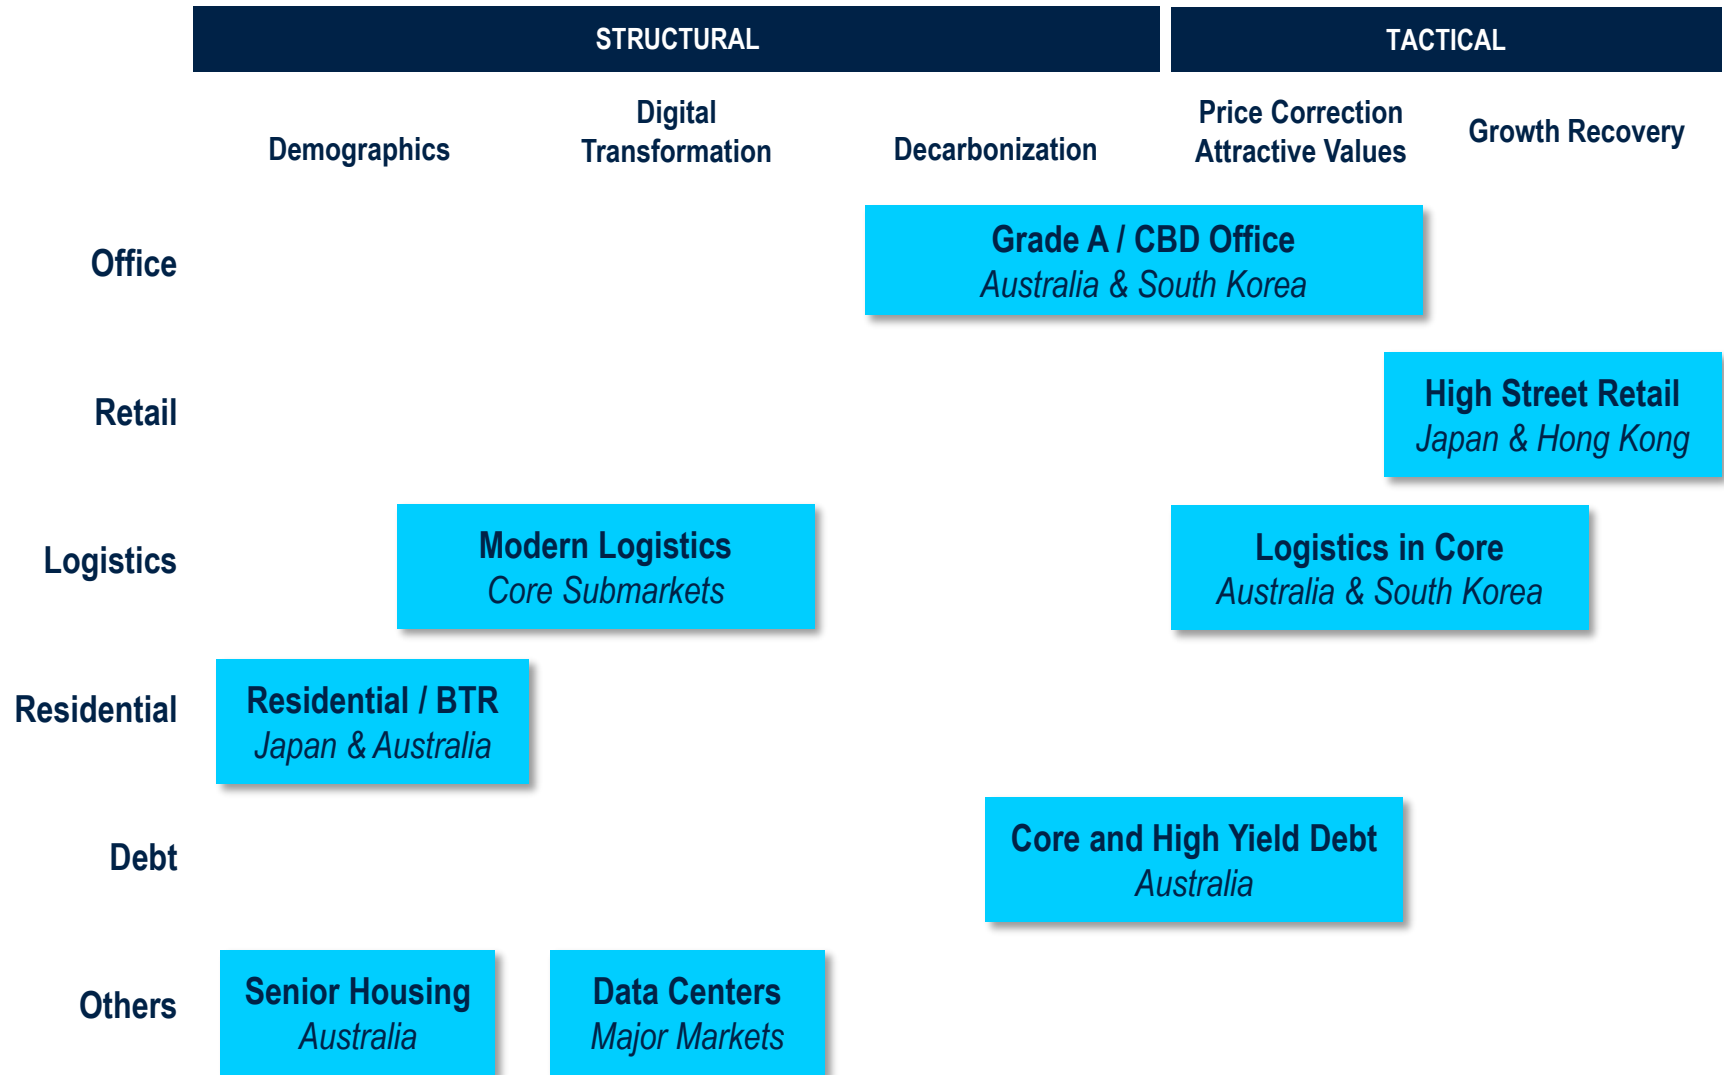 STRUCTURAL
TACTICAL
Demographics
Digital
Transformation
Decarbonization
Price Correction
Attractive Values
Growth Recovery
Office
Grade A / CBD Office
Australia & South Korea
Retail
High Street Retail
Japan & Hong Kong
Logistics
Modern Logistics
Core Submarkets
Logistics in Core
Australia & South Korea
Residential
Residential / BTR
Japan & Australia
Debt
Core and High Yield Debt
Australia
Others
Senior Housing
Australia
Data Centers
Major Markets